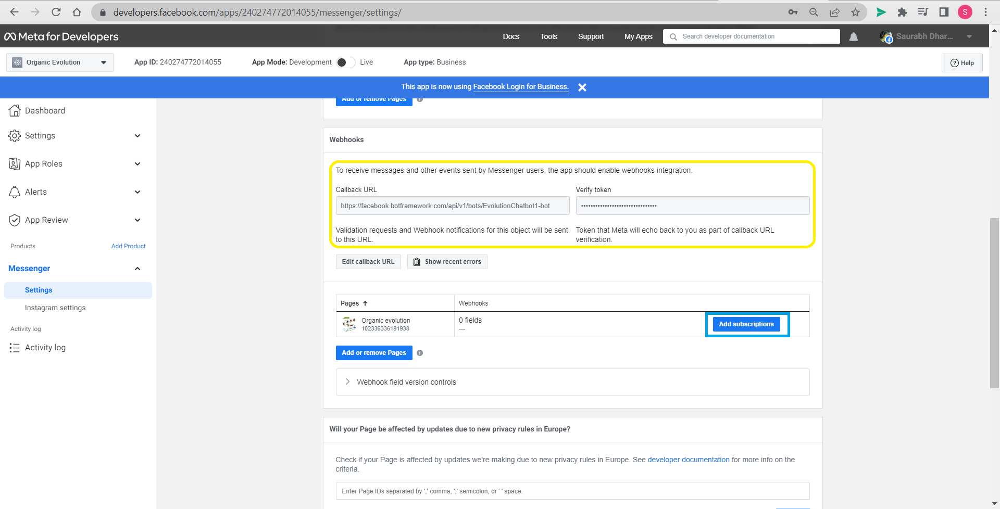 developers.facebook.com/apps/240274772014055/messenger/settings/
S
Meta for Developers
Docs
Tools
Support
My Apps
Search developer documentation
Saurabh Dhar...
Organic Evolution
App ID: 240274772014055
App Mode: Development
Live
App type: Business
Help
This app is now using Facebook Login for Business.
Add or remove Pages
Dashboard
Settings
App Roles
Alerts
App Review
Products
Add Product
Messenger
Settings
Instagram settings
Activity log
Activity log
Webhooks
To receive messages and other events sent by Messenger users, the app should enable webhooks integration.
Callback URL
Verify token
https://facebook.botframework.com/api/v1/bots/EvolutionChatbot1-bot
••••••••••••••••••••••••••••••••
Validation requests and Webhook notifications for this object will be sent
to this URL.
Token that Meta will echo back to you as part of callback URL
verification.
Edit callback URL
Show recent errors
Pages ↑
Webhooks
Organic evolution
102336336191938
0 fields
—
Add subscriptions
Add or remove Pages
Webhook field version controls
Will your Page be affected by updates due to new privacy rules in Europe?
Check if your Page is affected by updates we're making due to new privacy rules in Europe. See developer documentation for more info on the
criteria.
Enter Page IDs separated by ',' comma, ';' semicolon, or ' ' space.